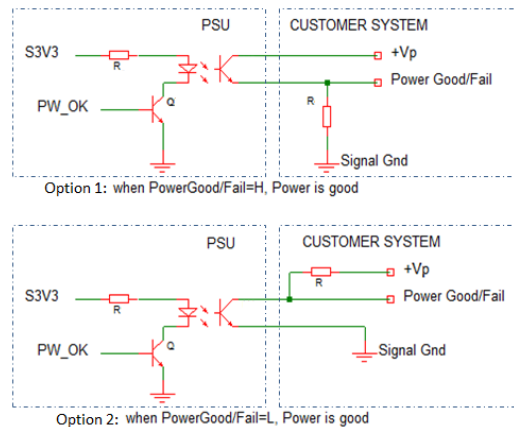 PSU
CUSTOMER SYSTEM
S3V3
R
+Vp
Power Good/Fail
PW_OK
Q
R
Signal Gnd
Option 1: when PowerGood/Fail=H, Power is good
PSU
CUSTOMER SYSTEM
R
+Vp
S3V3
R
Power Good/Fail
PW_OK
Q
Signal Gnd
Option 2: when PowerGood/Fail=L, Power is good